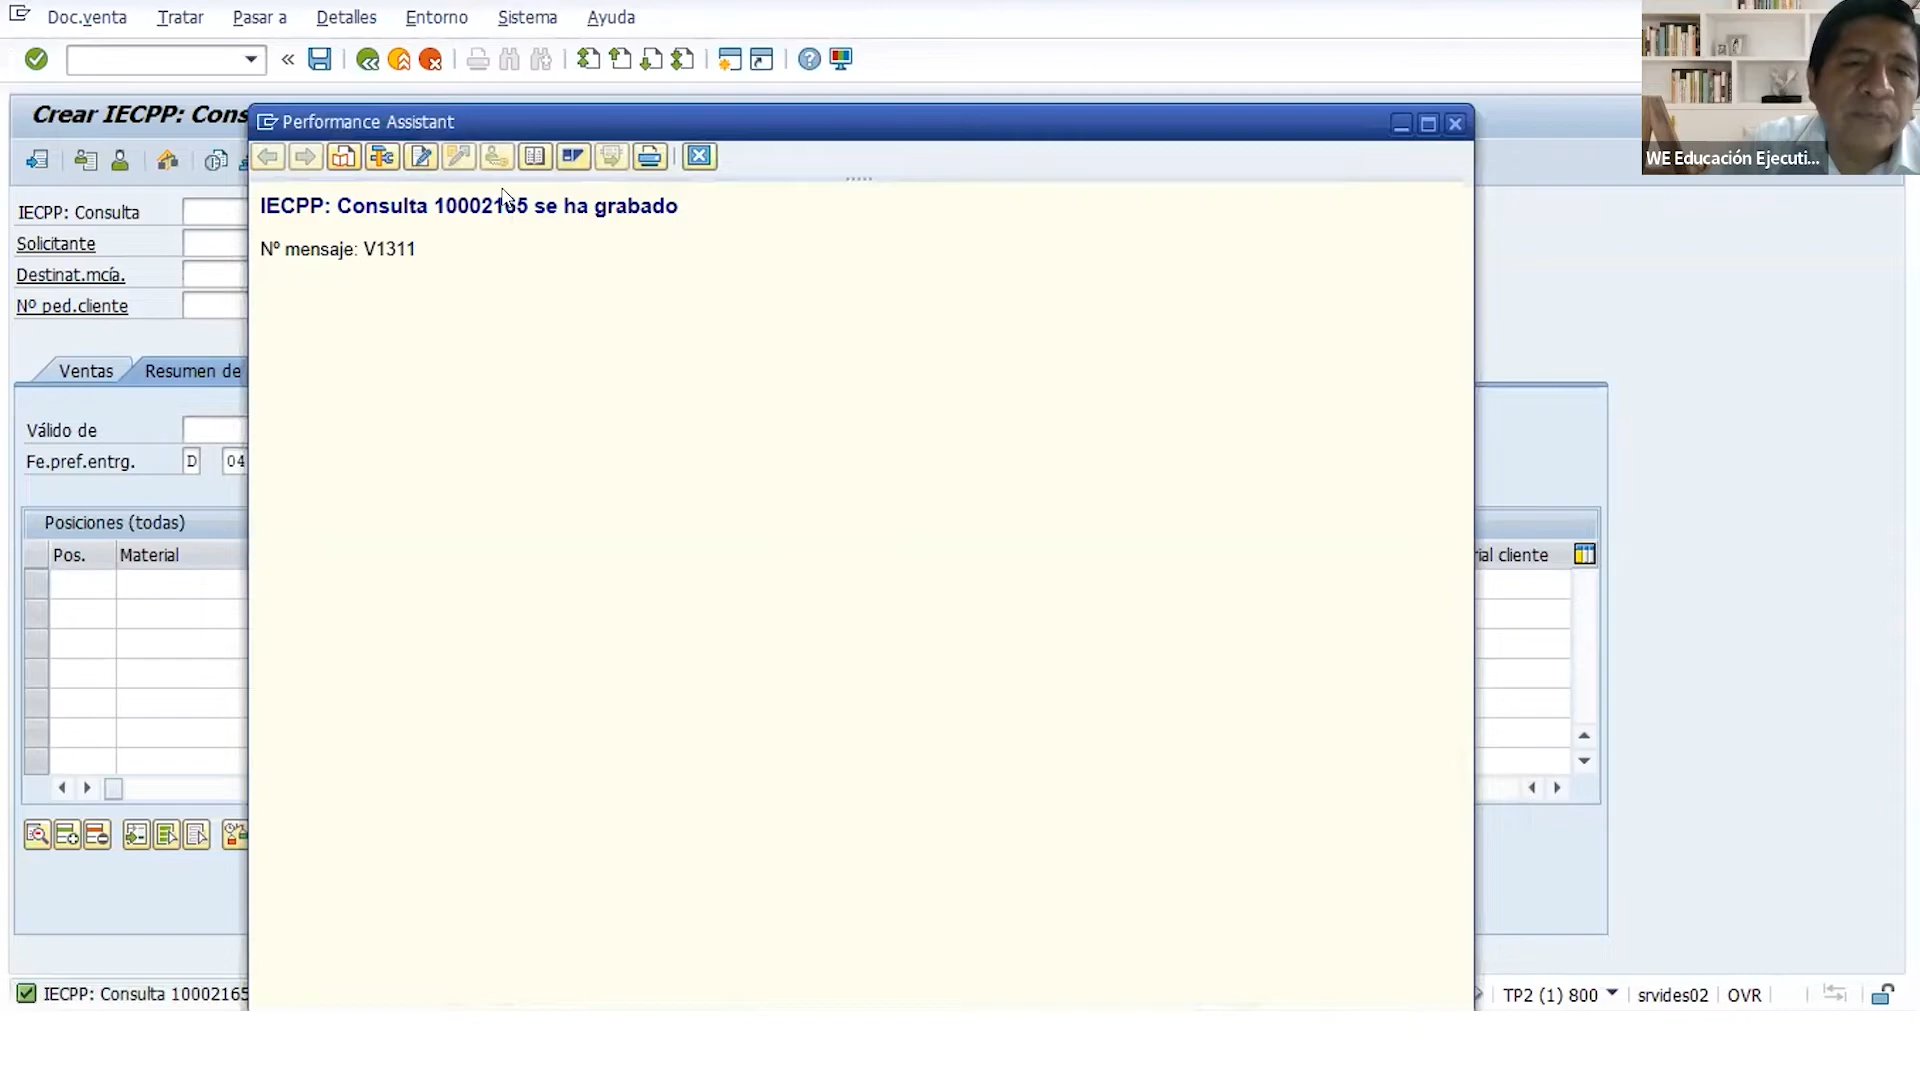 Doc.venta Tratar Pasar a Detalles Entorno Sistema Ayuda
Crear IECPP: Cons
Performance Assistant
WE Educación Ejecuti...
IECPP: Consulta 10002165 se ha grabado
Nº mensaje: V1311
IECPP: Consulta
Solicitante
Destinat.mcía.
Nº ped.cliente
Ventas Resumen de
Válido de
Fe.pref.entrg. D 04
Posiciones (todas)
Pos. Material rial cliente
IECPP: Consulta 10002165 TP2 (1) 800 srvides02 OVR